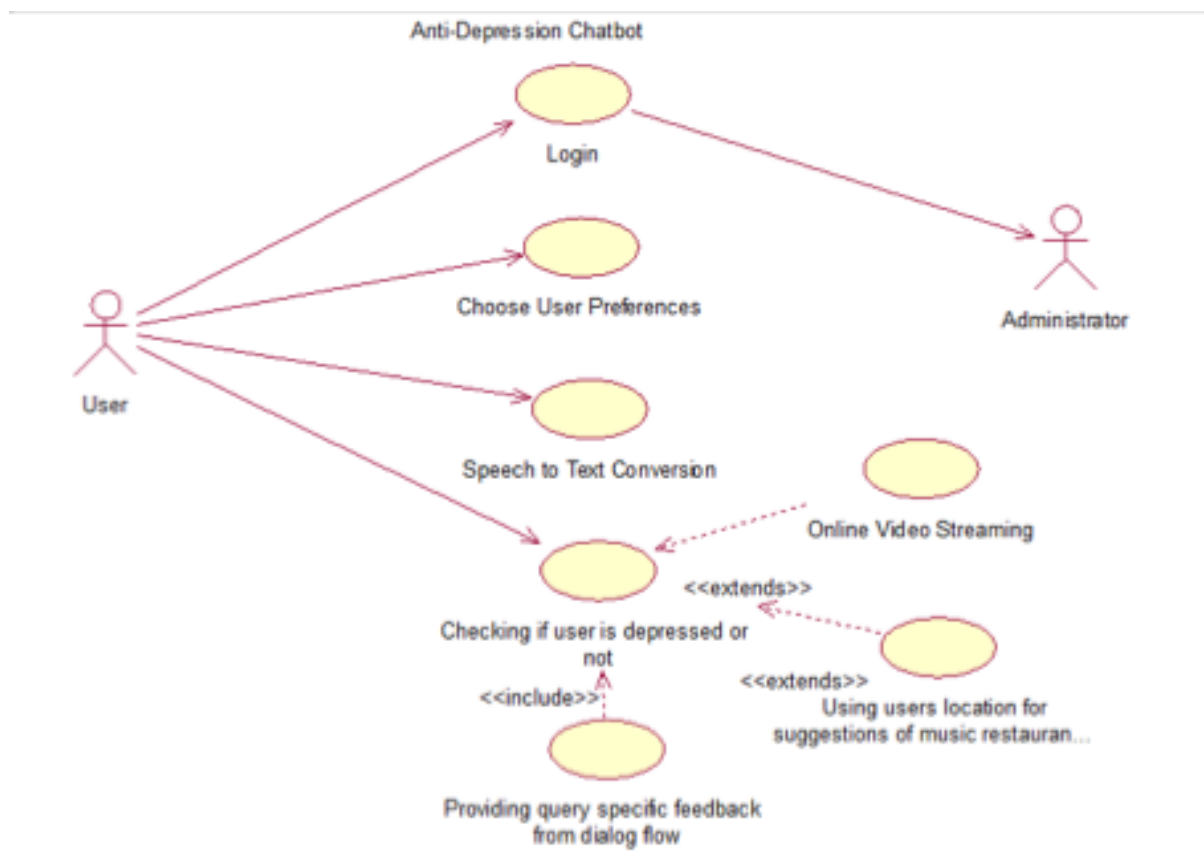 Anti-Depression Chatbot
Login
Choose User Preferences
Administrator
User
Speech to Text Conversion
Online Video Streaming
<<extends>>
Checking if user is depressed or
not
<<include>>
<<extends>>
Using users location for
suggestions of music restauran...
Providing query specific feedback
from dialog flow